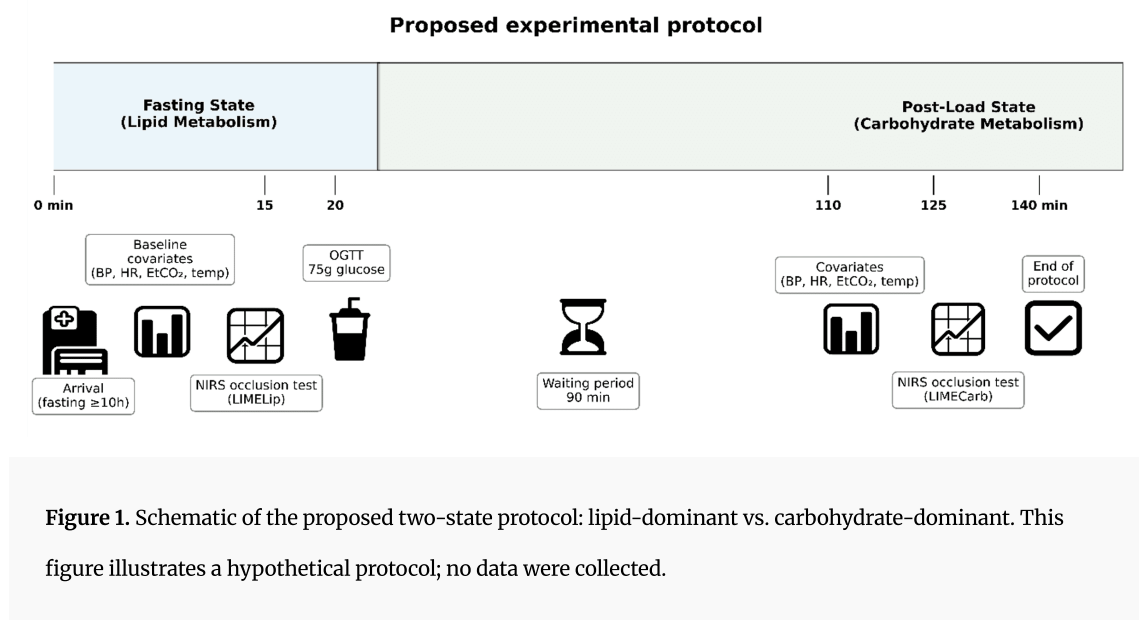 Proposed experimental protocol
Fasting State
(Lipid Metabolism)
Post-Load State
(Carbohydrate Metabolism)
0 min
15
20
110
125
140 min
Baseline
covariates
(BP, HR, EtCO₂, temp)
OGTT
75g glucose
Covariates
(BP, HR, EtCO₂, temp)
End of
protocol
Arrival
(fasting ≥10h)
NIRS occlusion test
(LIMELip)
Waiting period
90 min
NIRS occlusion test
(LIMECarb)
Figure 1. Schematic of the proposed two-state protocol: lipid-dominant vs. carbohydrate-dominant. This
figure illustrates a hypothetical protocol; no data were collected.